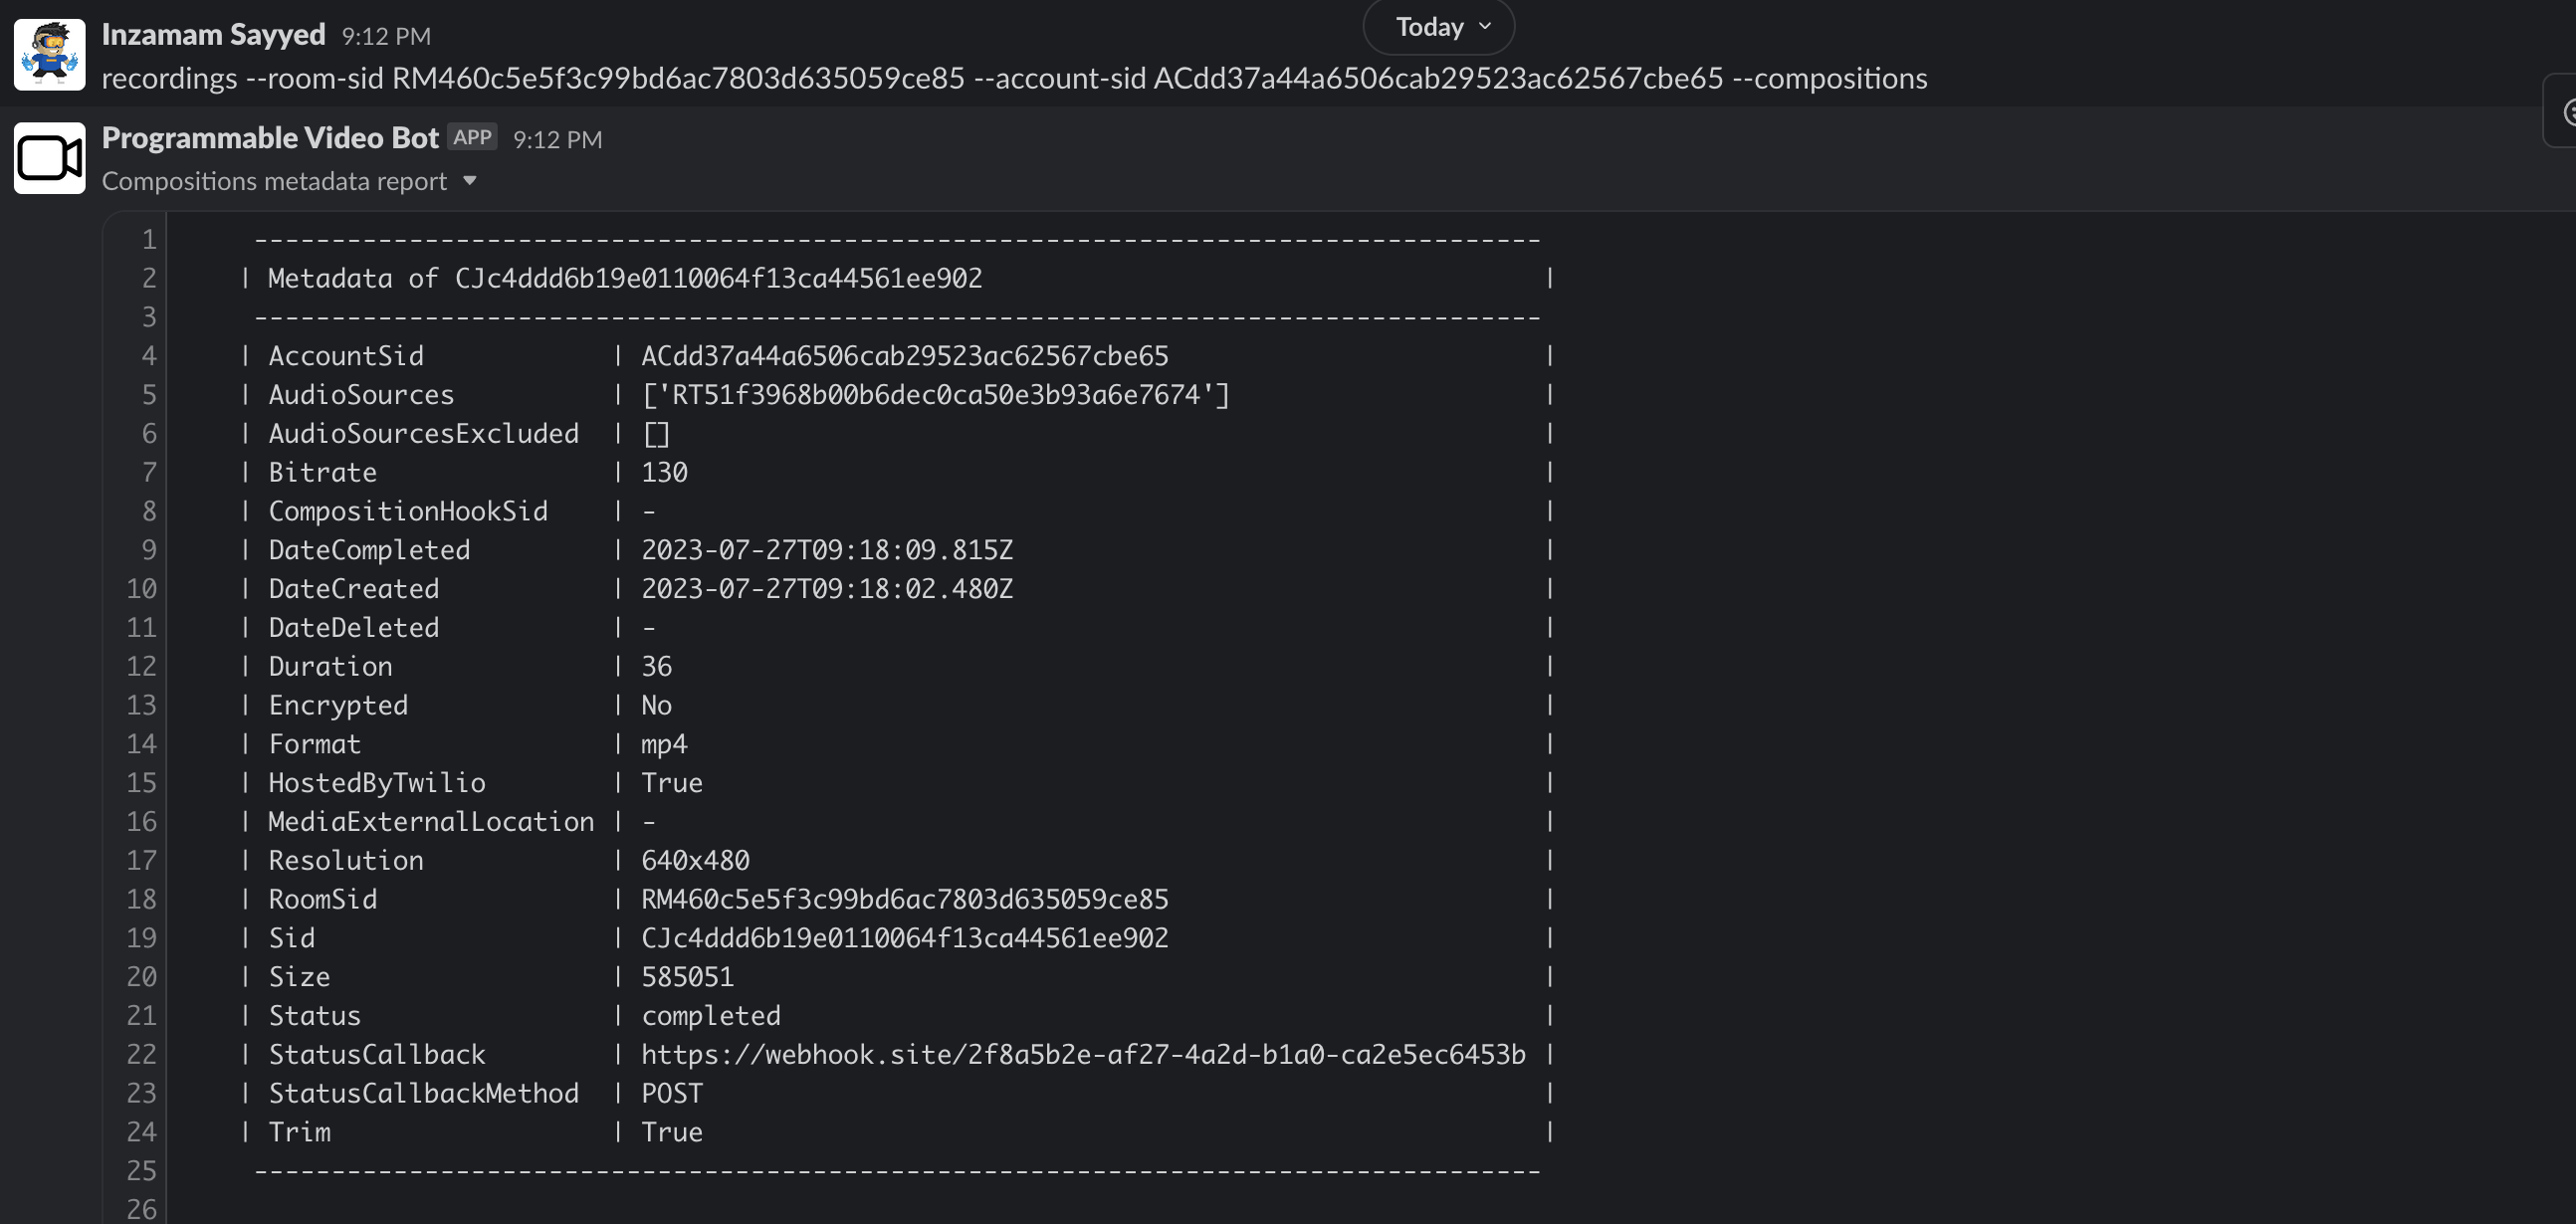 Today
Inzamam Sayyed 9:12 PM
recordings --room-sid RM460c5e5f3c99bd6ac7803d635059ce85 --account-sid ACdd37a44a6506cab29523ac62567cbe65 --compositions
Programmable Video Bot APP 9:12 PM
Compositions metadata report
1 ------------------------------------------------------------------------------------
2 | Metadata of CJc4ddd6b19e0110064f13ca44561ee902 |
3 ------------------------------------------------------------------------------------
4 | AccountSid | ACdd37a44a6506cab29523ac62567cbe65 |
5 | AudioSources | ['RT51f3968b00b6dec0ca50e3b93a6e7674'] |
6 | AudioSourcesExcluded | [] |
7 | Bitrate | 130 |
8 | CompositionHookSid | - |
9 | DateCompleted | 2023-07-27T09:18:09.815Z |
10 | DateCreated | 2023-07-27T09:18:02.480Z |
11 | DateDeleted | - |
12 | Duration | 36 |
13 | Encrypted | No |
14 | Format | mp4 |
15 | HostedByTwilio | True |
16 | MediaExternalLocation | - |
17 | Resolution | 640x480 |
18 | RoomSid | RM460c5e5f3c99bd6ac7803d635059ce85 |
19 | Sid | CJc4ddd6b19e0110064f13ca44561ee902 |
20 | Size | 585051 |
21 | Status | completed |
22 | StatusCallback | https://webhook.site/2f8a5b2e-af27-4a2d-b1a0-ca2e5ec6453b |
23 | StatusCallbackMethod | POST |
24 | Trim | True |
25 ------------------------------------------------------------------------------------
26